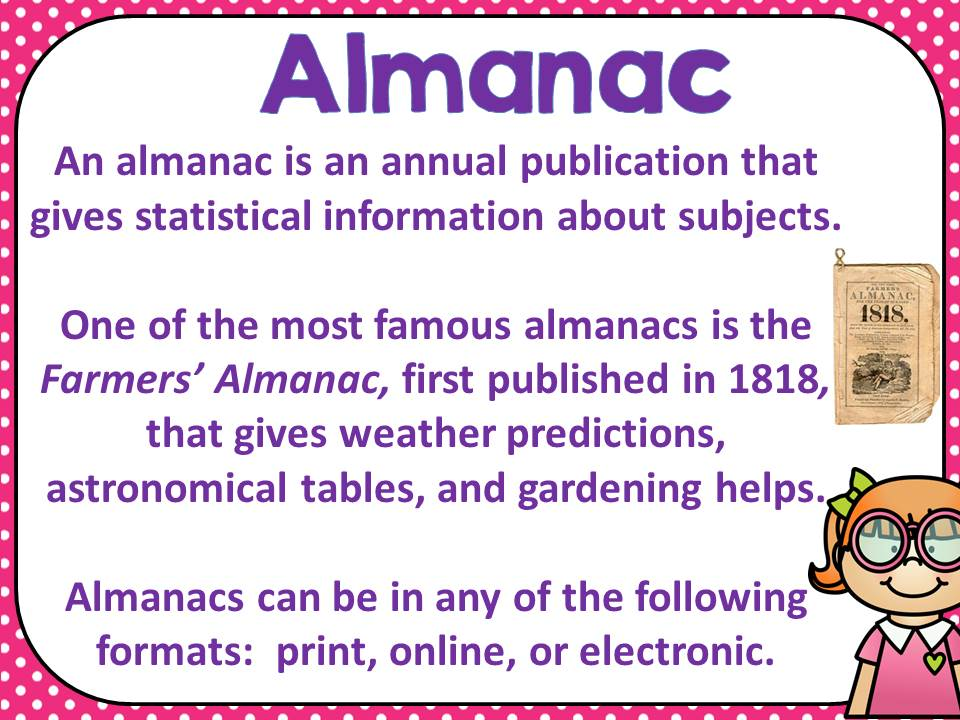 Almanac
An almanac is an annual publication that
gives statistical information about subjects.
One of the most famous almanacs is the
Farmers’ Almanac, first published in 1818,
that gives weather predictions,
astronomical tables, and gardening helps.
Almanacs can be in any of the following
formats:  print, online, or electronic.
FARMERS
ALMANAC,
1818.